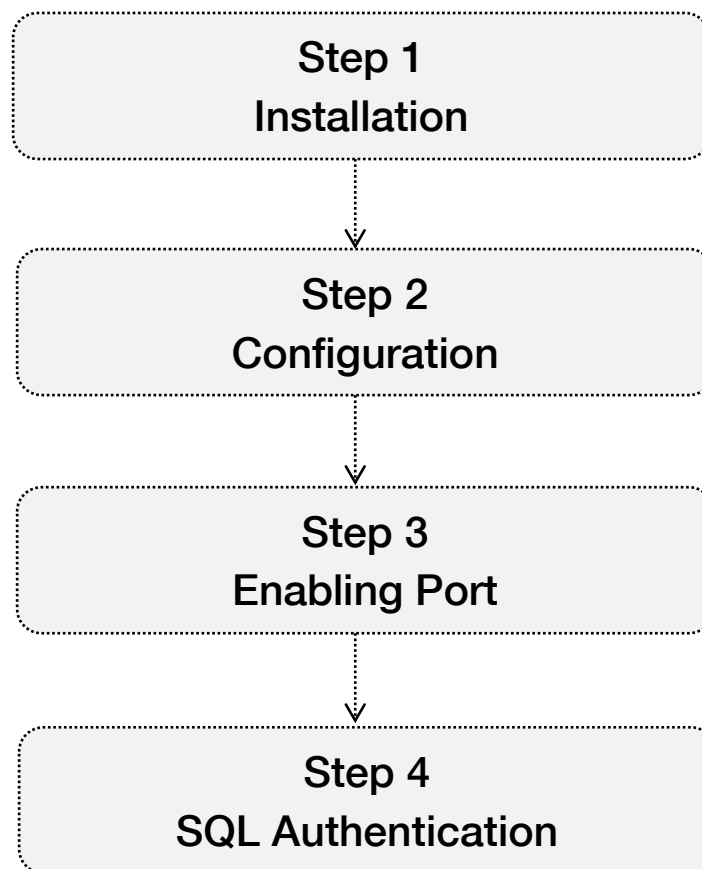 Step 1
Installation
Step 2
Configuration
Step 3
Enabling Port
Step 4
SQL Authentication